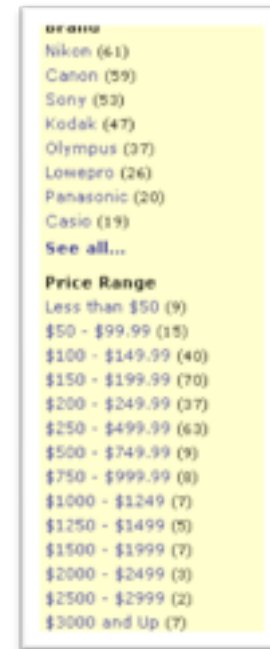 Brand
Nikon (61)
Canon (59)
Sony (53)
Kodak (47)
Olympus (37)
Lowepro (26)
Panasonic (20)
Casio (19)
See all...
Price Range
Less than $50 (9)
$50 - $99.99 (15)
$100 - $149.99 (40)
$150 - $199.99 (70)
$200 - $249.99 (37)
$250 - $499.99 (63)
$500 - $749.99 (9)
$750 - $999.99 (8)
$1000 - $1249 (7)
$1250 - $1499 (5)
$1500 - $1999 (7)
$2000 - $2499 (3)
$2500 - $2999 (2)
$3000 and Up (7)